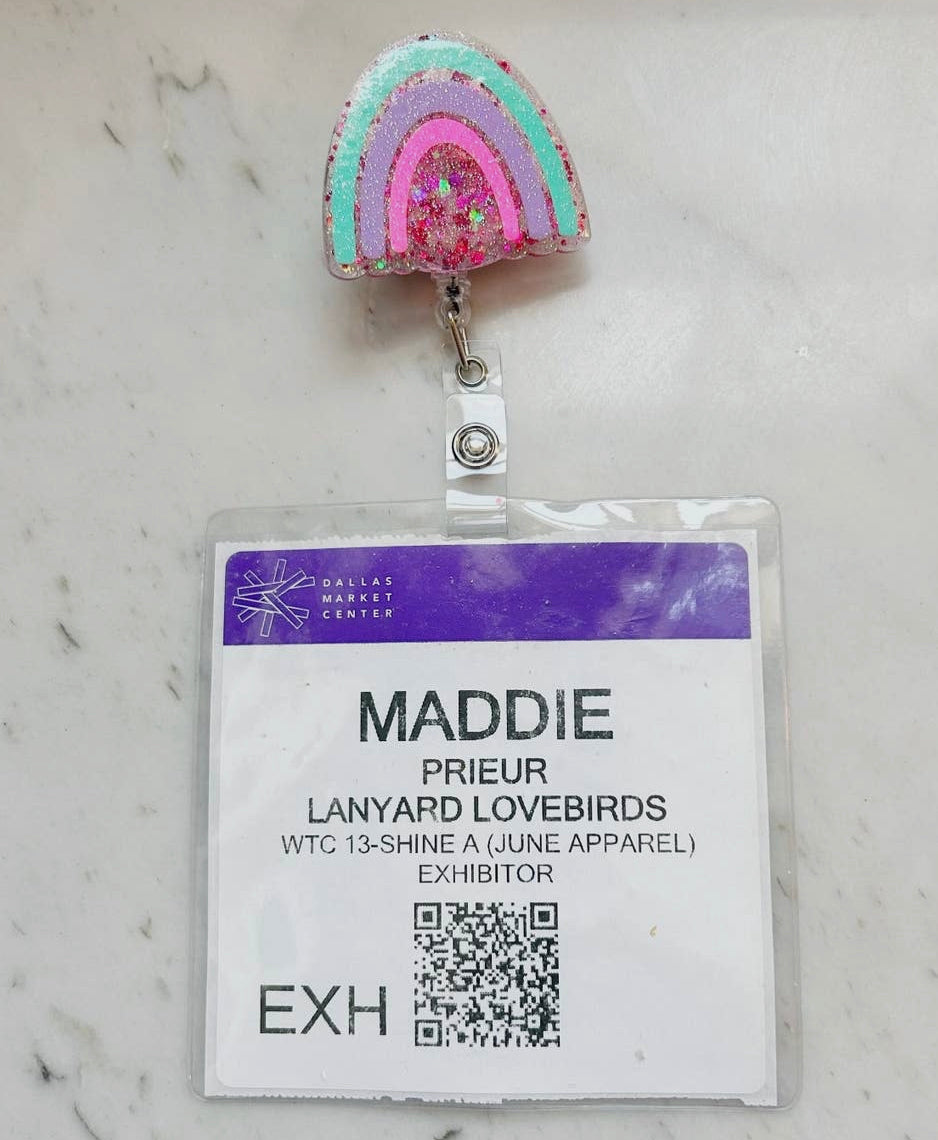 DALLAS
MARKET
CENTER
MADDIE
PRIEUR
LANYARD LOVEBIRDS
WTC 13-SHINE A (JUNE APPAREL)
EXHIBITOR
EXH